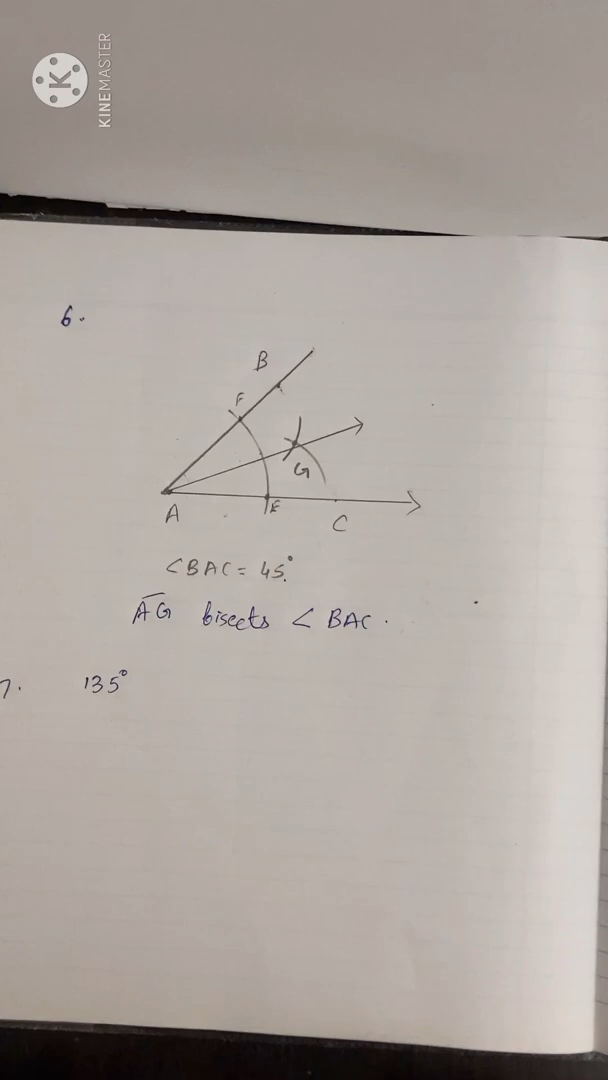 KINEMASTER
6.
B
F
G
A
E
C
∠BAC = 45°
AG bisects ∠BAC.
7. 135°